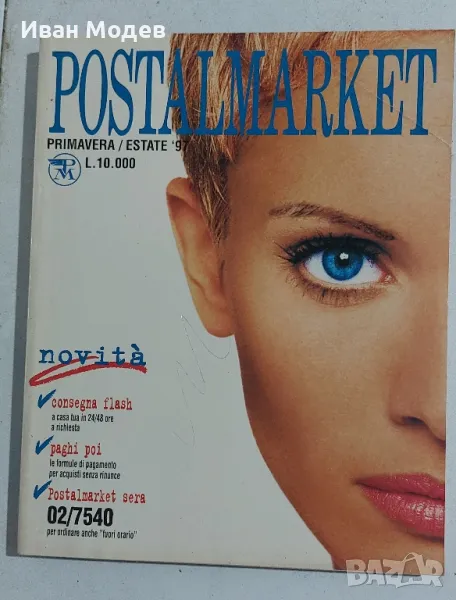 Иван Модев
POSTALMARKET
PRIMAVERA / ESTATE '97
PM
L.10.000
novità
consegna flash
a casa tua in 24/48 ore
a richiesta
paghi poi
le formule di pagamento
per acquisti senza rinunce
Postalmarket sera
02/7540
per ordinare anche "fuori orario"
BAZAR